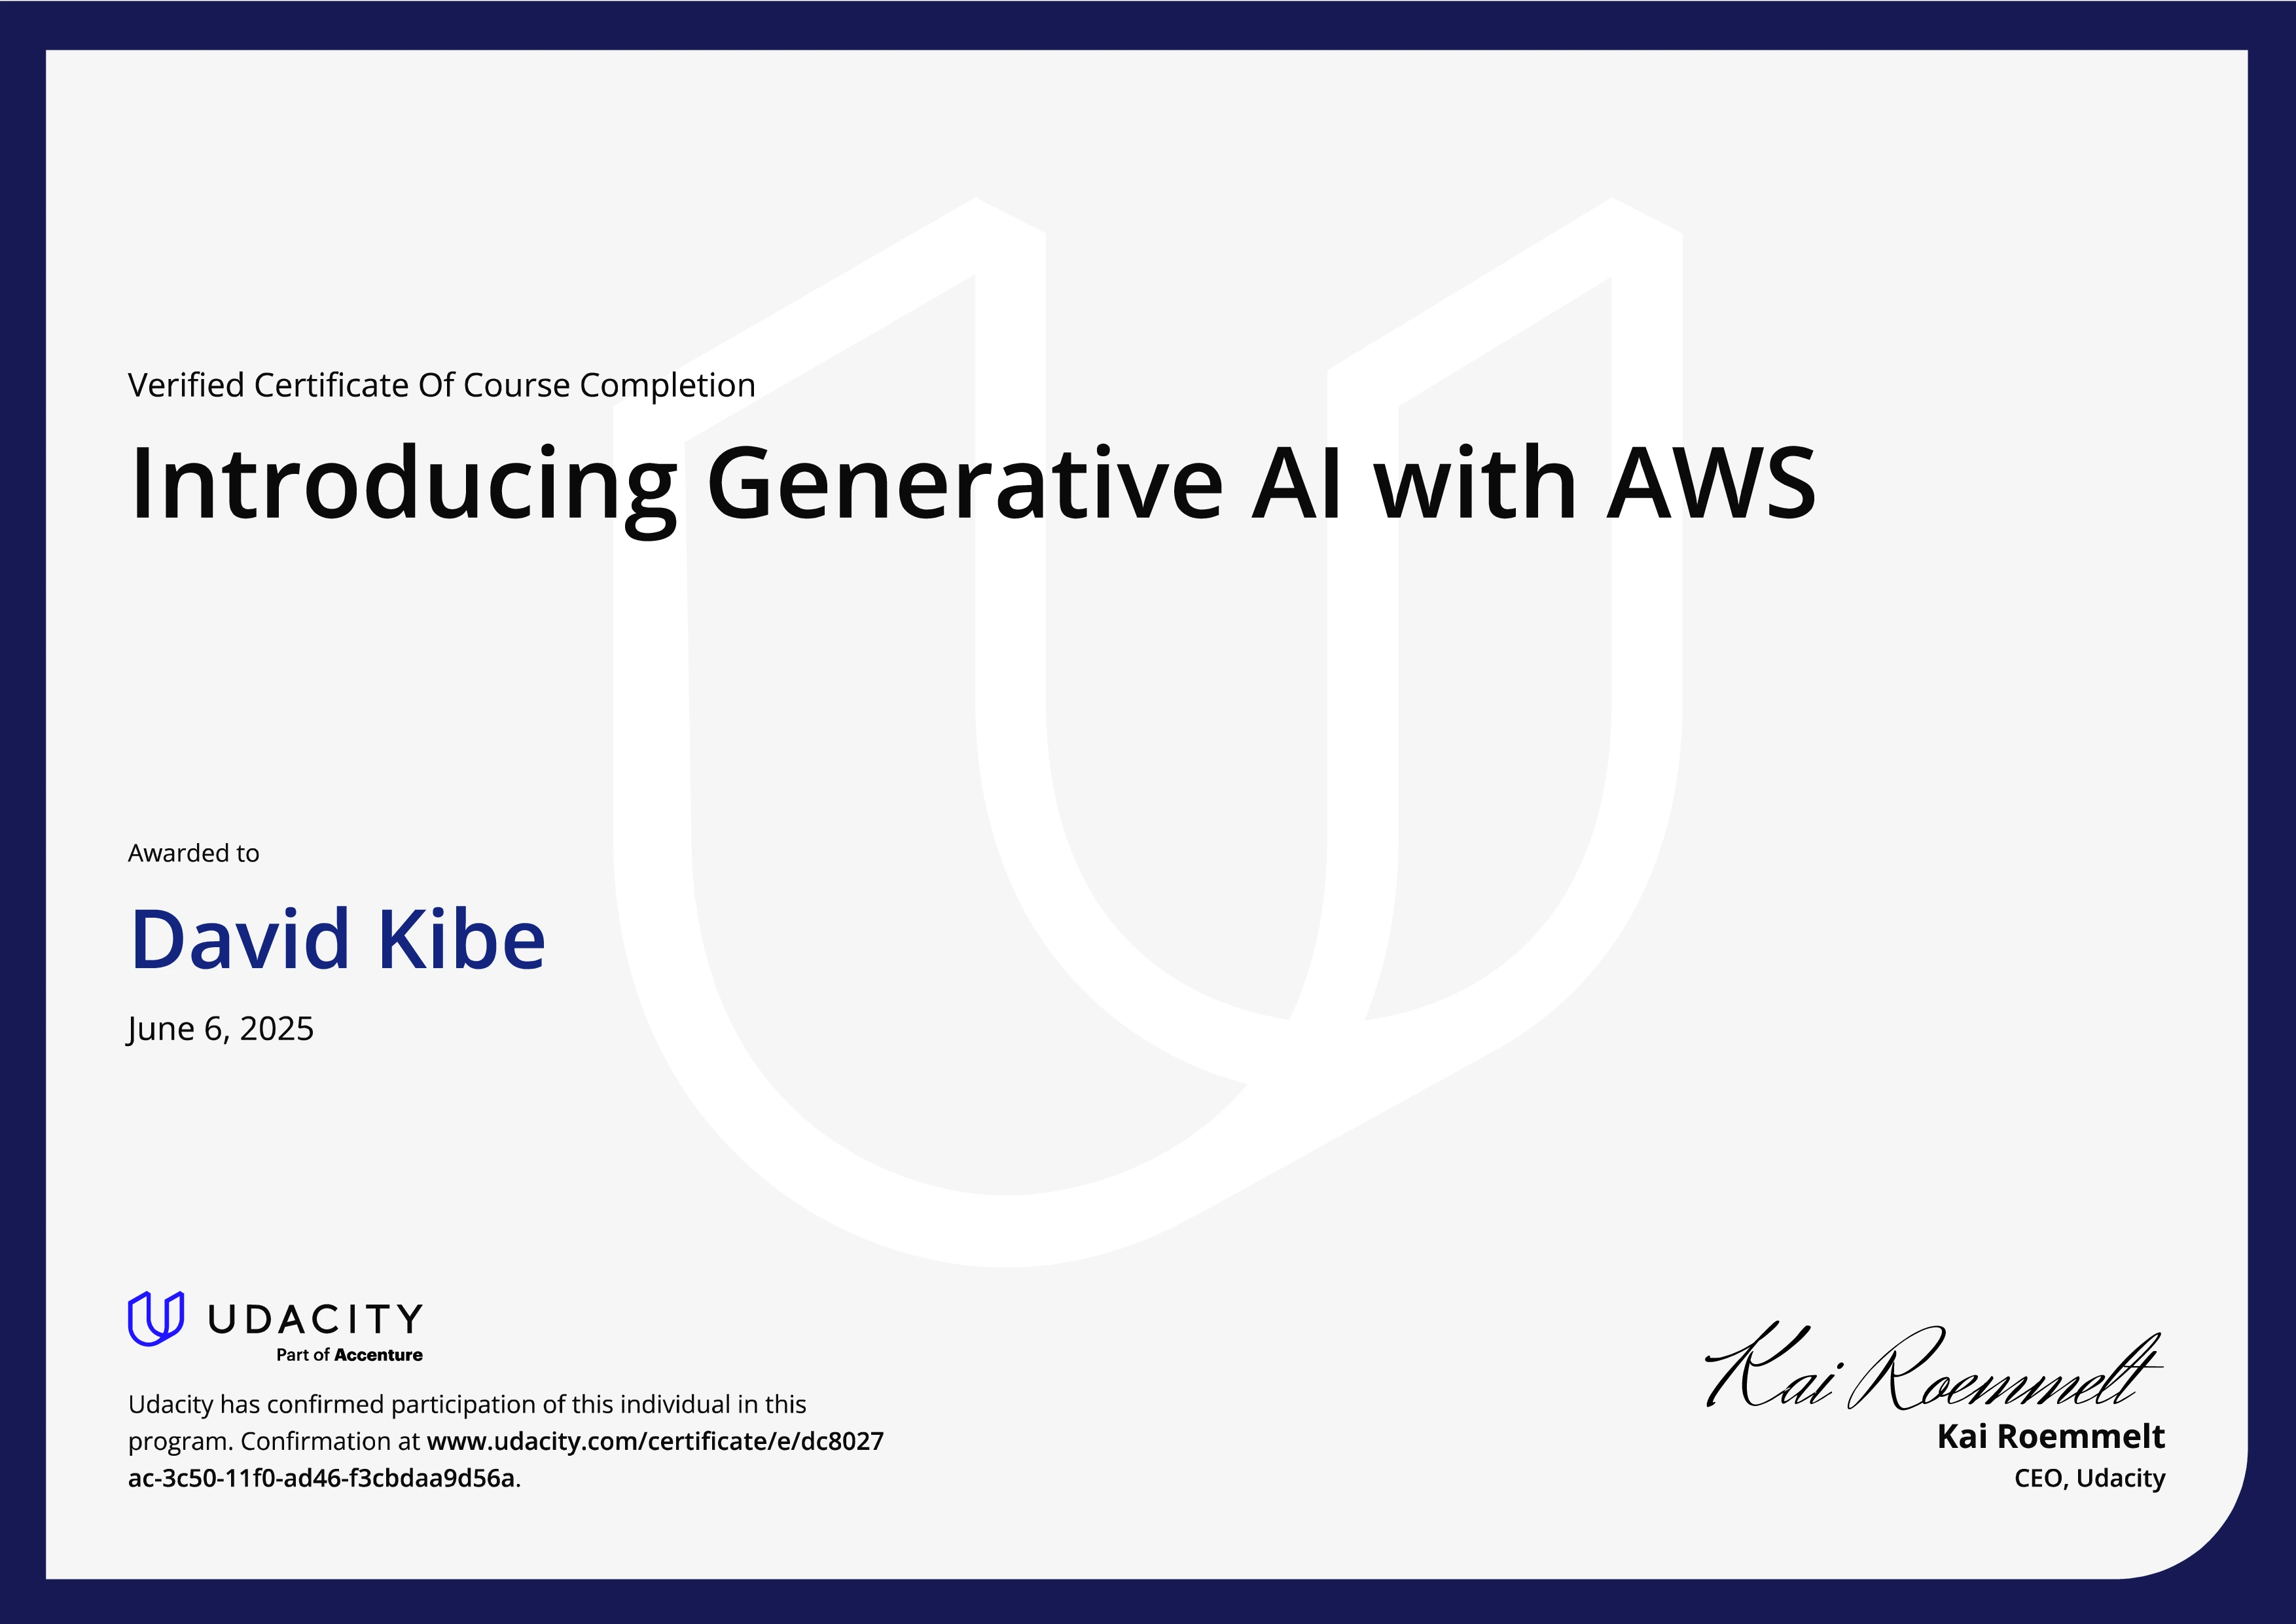 Verified Certificate Of Course Completion
Introducing Generative AI with AWS
Awarded to
David Kibe
June 6, 2025
UDACITY
Part of Accenture
Udacity has confirmed participation of this individual in this
program. Confirmation at www.udacity.com/certificate/e/dc8027
ac-3c50-11f0-ad46-f3cbdaa9d56a.
Kai Roemmelt
Kai Roemmelt
CEO, Udacity